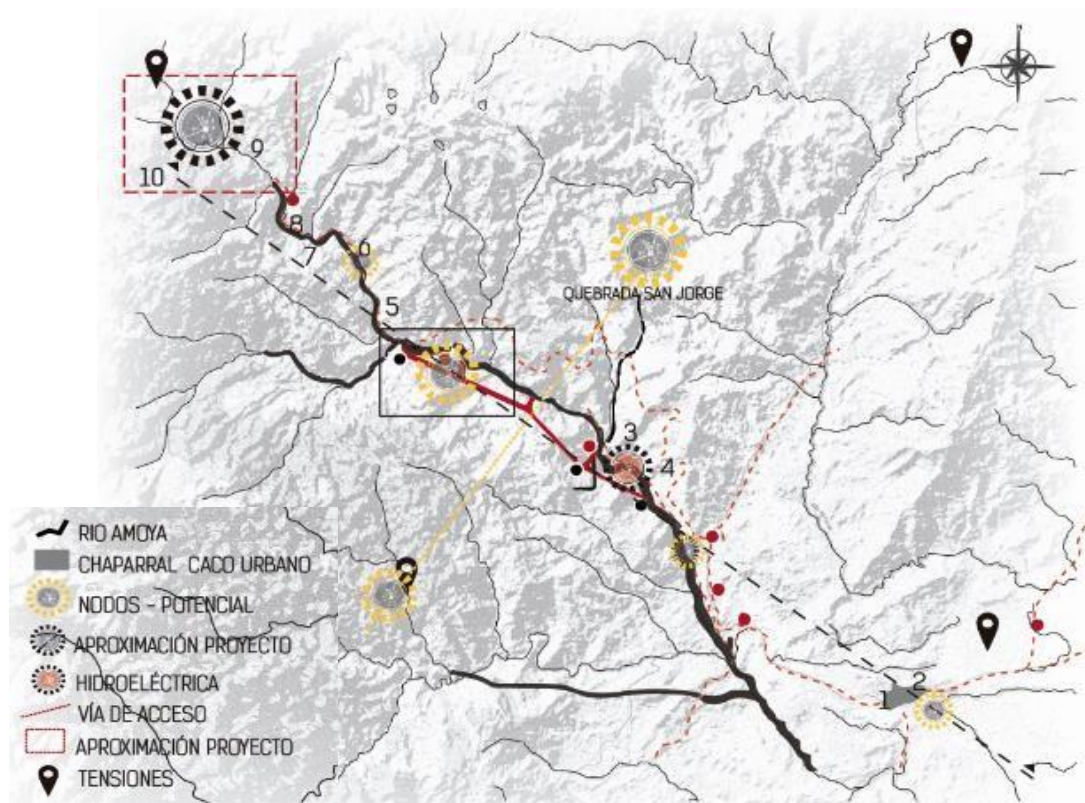 9
10
8
7
6
5
QUEBRADA SAN JORGE
3
4
2
1
RIO AMOYA
CHAPARRAL CACO URBANO
NODOS - POTENCIAL
APROXIMACIÓN PROYECTO
HIDROELÉCTRICA
VÍA DE ACCESO
APROXIMACIÓN PROYECTO
TENSIONES